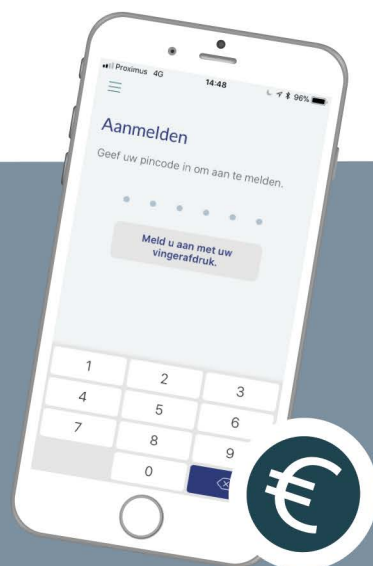 Proximus 4G 14:48 96%
Aanmelden
Geef uw pincode in om aan te melden.
Meld u aan met uw
vingerafdruk.
1 2 3
4 5 6
7 8 9
0
€